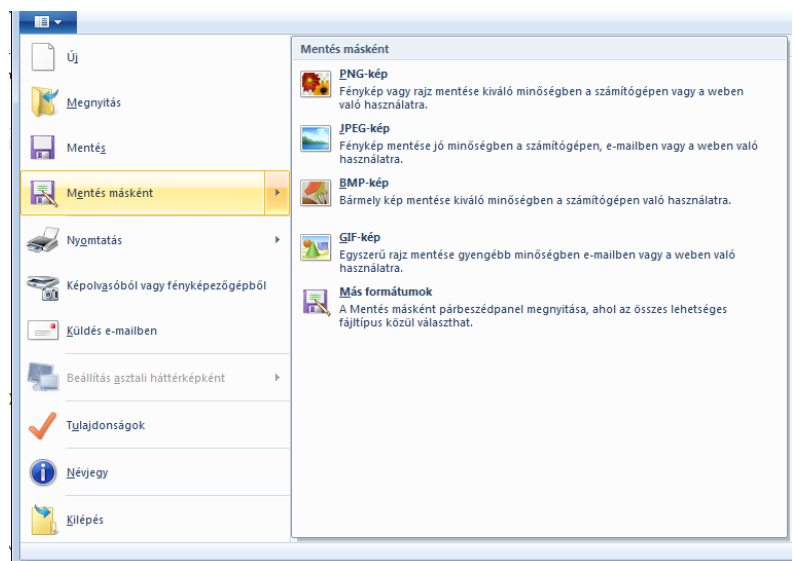 Új
Megnyitás
Mentés
Mentés másként
Nyomtatás
Képolvasóból vagy fényképezőgépből
Küldés e-mailben
Beállítás asztali háttérképként
Tulajdonságok
Névjegy
Kilépés
Mentés másként
PNG-kép
Fénykép vagy rajz mentése kiváló minőségben a számítógépen vagy a weben
való használatra.
JPEG-kép
Fénykép mentése jó minőségben a számítógépen, e-mailben vagy a weben való
használatra.
BMP-kép
Bármely kép mentése kiváló minőségben a számítógépen való használatra.
GIF-kép
Egyszerű rajz mentése gyengébb minőségben e-mailben vagy a weben való
használatra.
Más formátumok
A Mentés másként párbeszédpanel megnyitása, ahol az összes lehetséges
fájltípus közül választhat.